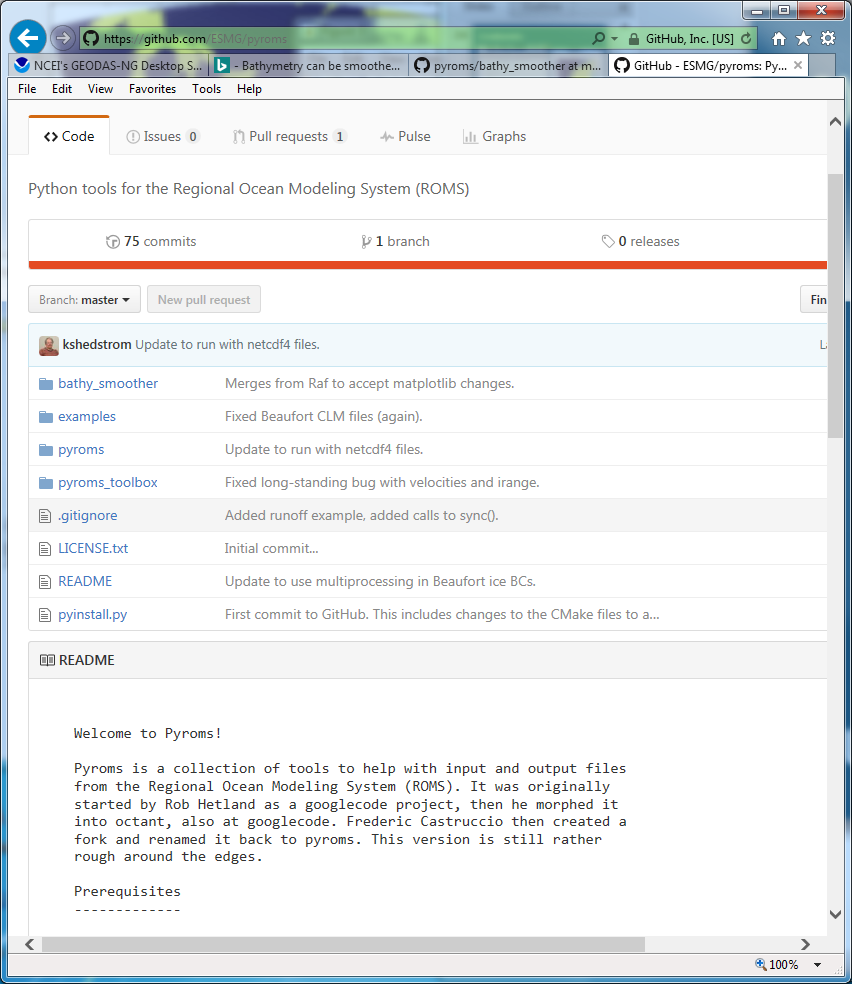 https://github.com/ESMG/pyroms
GitHub, Inc. [US]
NCEI's GEODAS-NG Desktop S...
- Bathymetry can be smoothe...
pyroms/bathy_smoother at m...
GitHub - ESMG/pyroms: Py...
File Edit View Favorites Tools Help
Code Issues 0 Pull requests 1 Pulse Graphs
Python tools for the Regional Ocean Modeling System (ROMS)
75 commits 1 branch 0 releases
Branch: master New pull request Fin
kshedstrom Update to run with netcdf4 files. La
bathy_smoother Merges from Raf to accept matplotlib changes.
examples Fixed Beaufort CLM files (again).
pyroms Update to run with netcdf4 files.
pyroms_toolbox Fixed long-standing bug with velocities and irange.
.gitignore Added runoff example, added calls to sync().
LICENSE.txt Initial commit...
README Update to use multiprocessing in Beaufort ice BCs.
pyinstall.py First commit to GitHub. This includes changes to the CMake files to a...
README
Welcome to Pyroms!
Pyroms is a collection of tools to help with input and output files
from the Regional Ocean Modeling System (ROMS). It was originally
started by Rob Hetland as a googlecode project, then he morphed it
into octant, also at googlecode. Frederic Castruccio then created a
fork and renamed it back to pyroms. This version is still rather
rough around the edges.
Prerequisites
-------------
100%